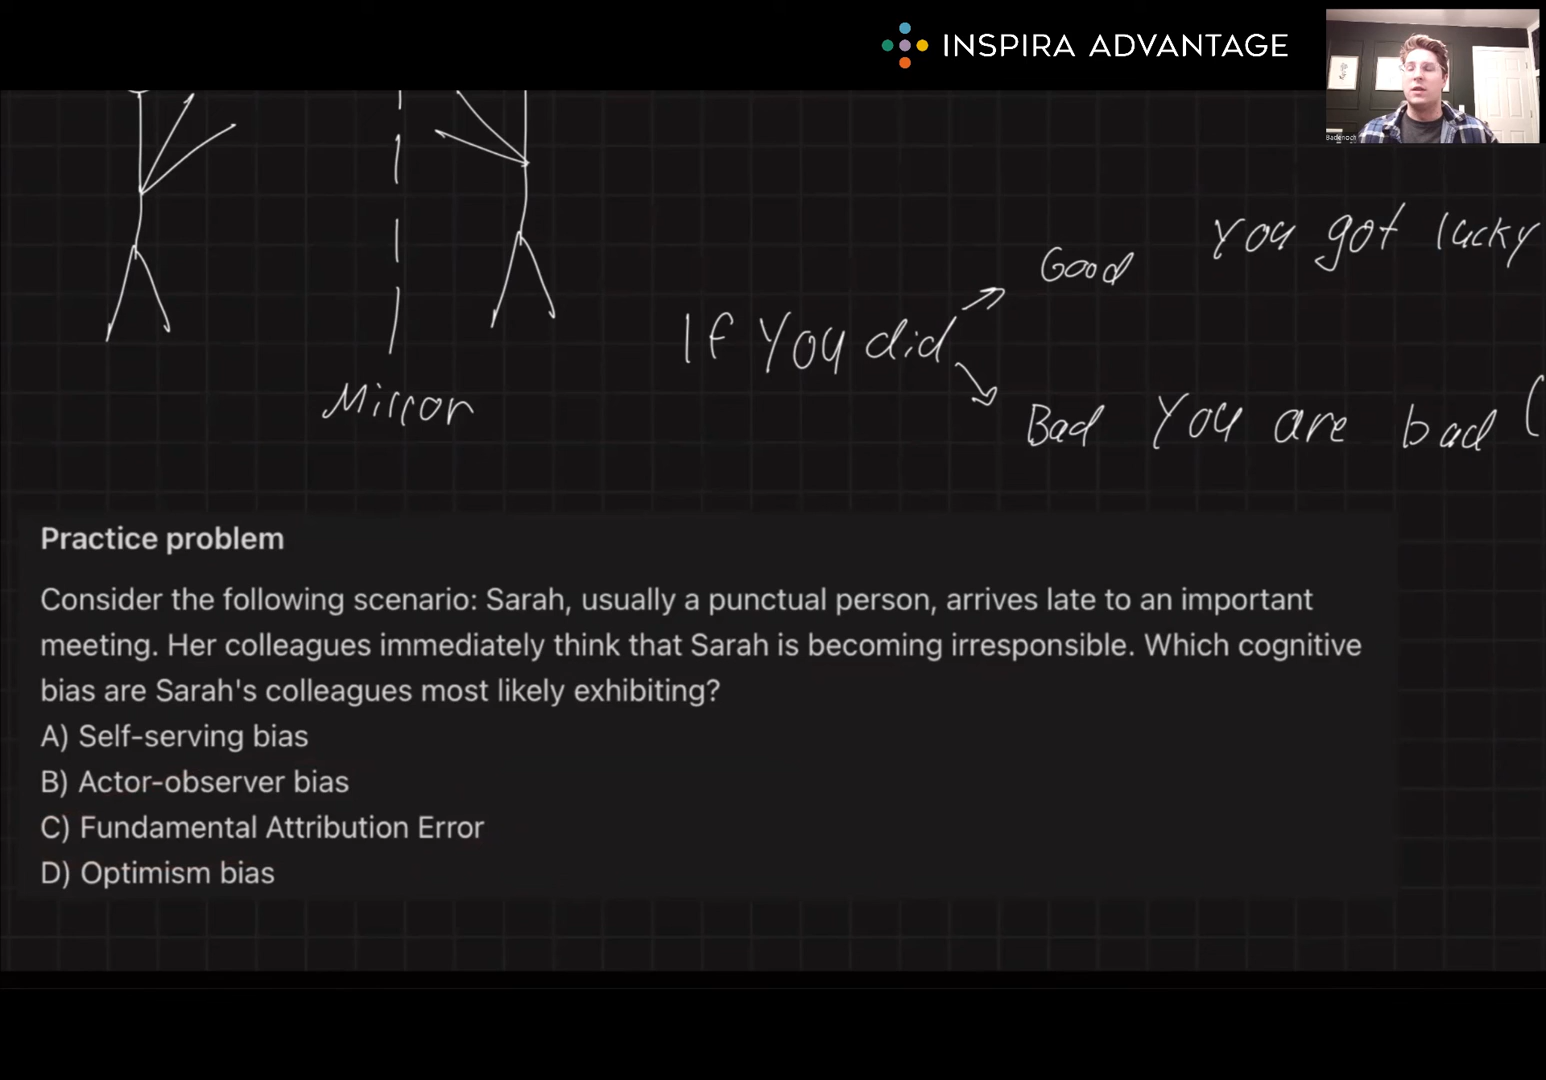 INSPIRA ADVANTAGE
Badenoch
You got lucky
Good
If You did
Mirror
Bad You are bad (
Practice problem
Consider the following scenario: Sarah, usually a punctual person, arrives late to an important
meeting. Her colleagues immediately think that Sarah is becoming irresponsible. Which cognitive
bias are Sarah's colleagues most likely exhibiting?
A) Self-serving bias
B) Actor-observer bias
C) Fundamental Attribution Error
D) Optimism bias